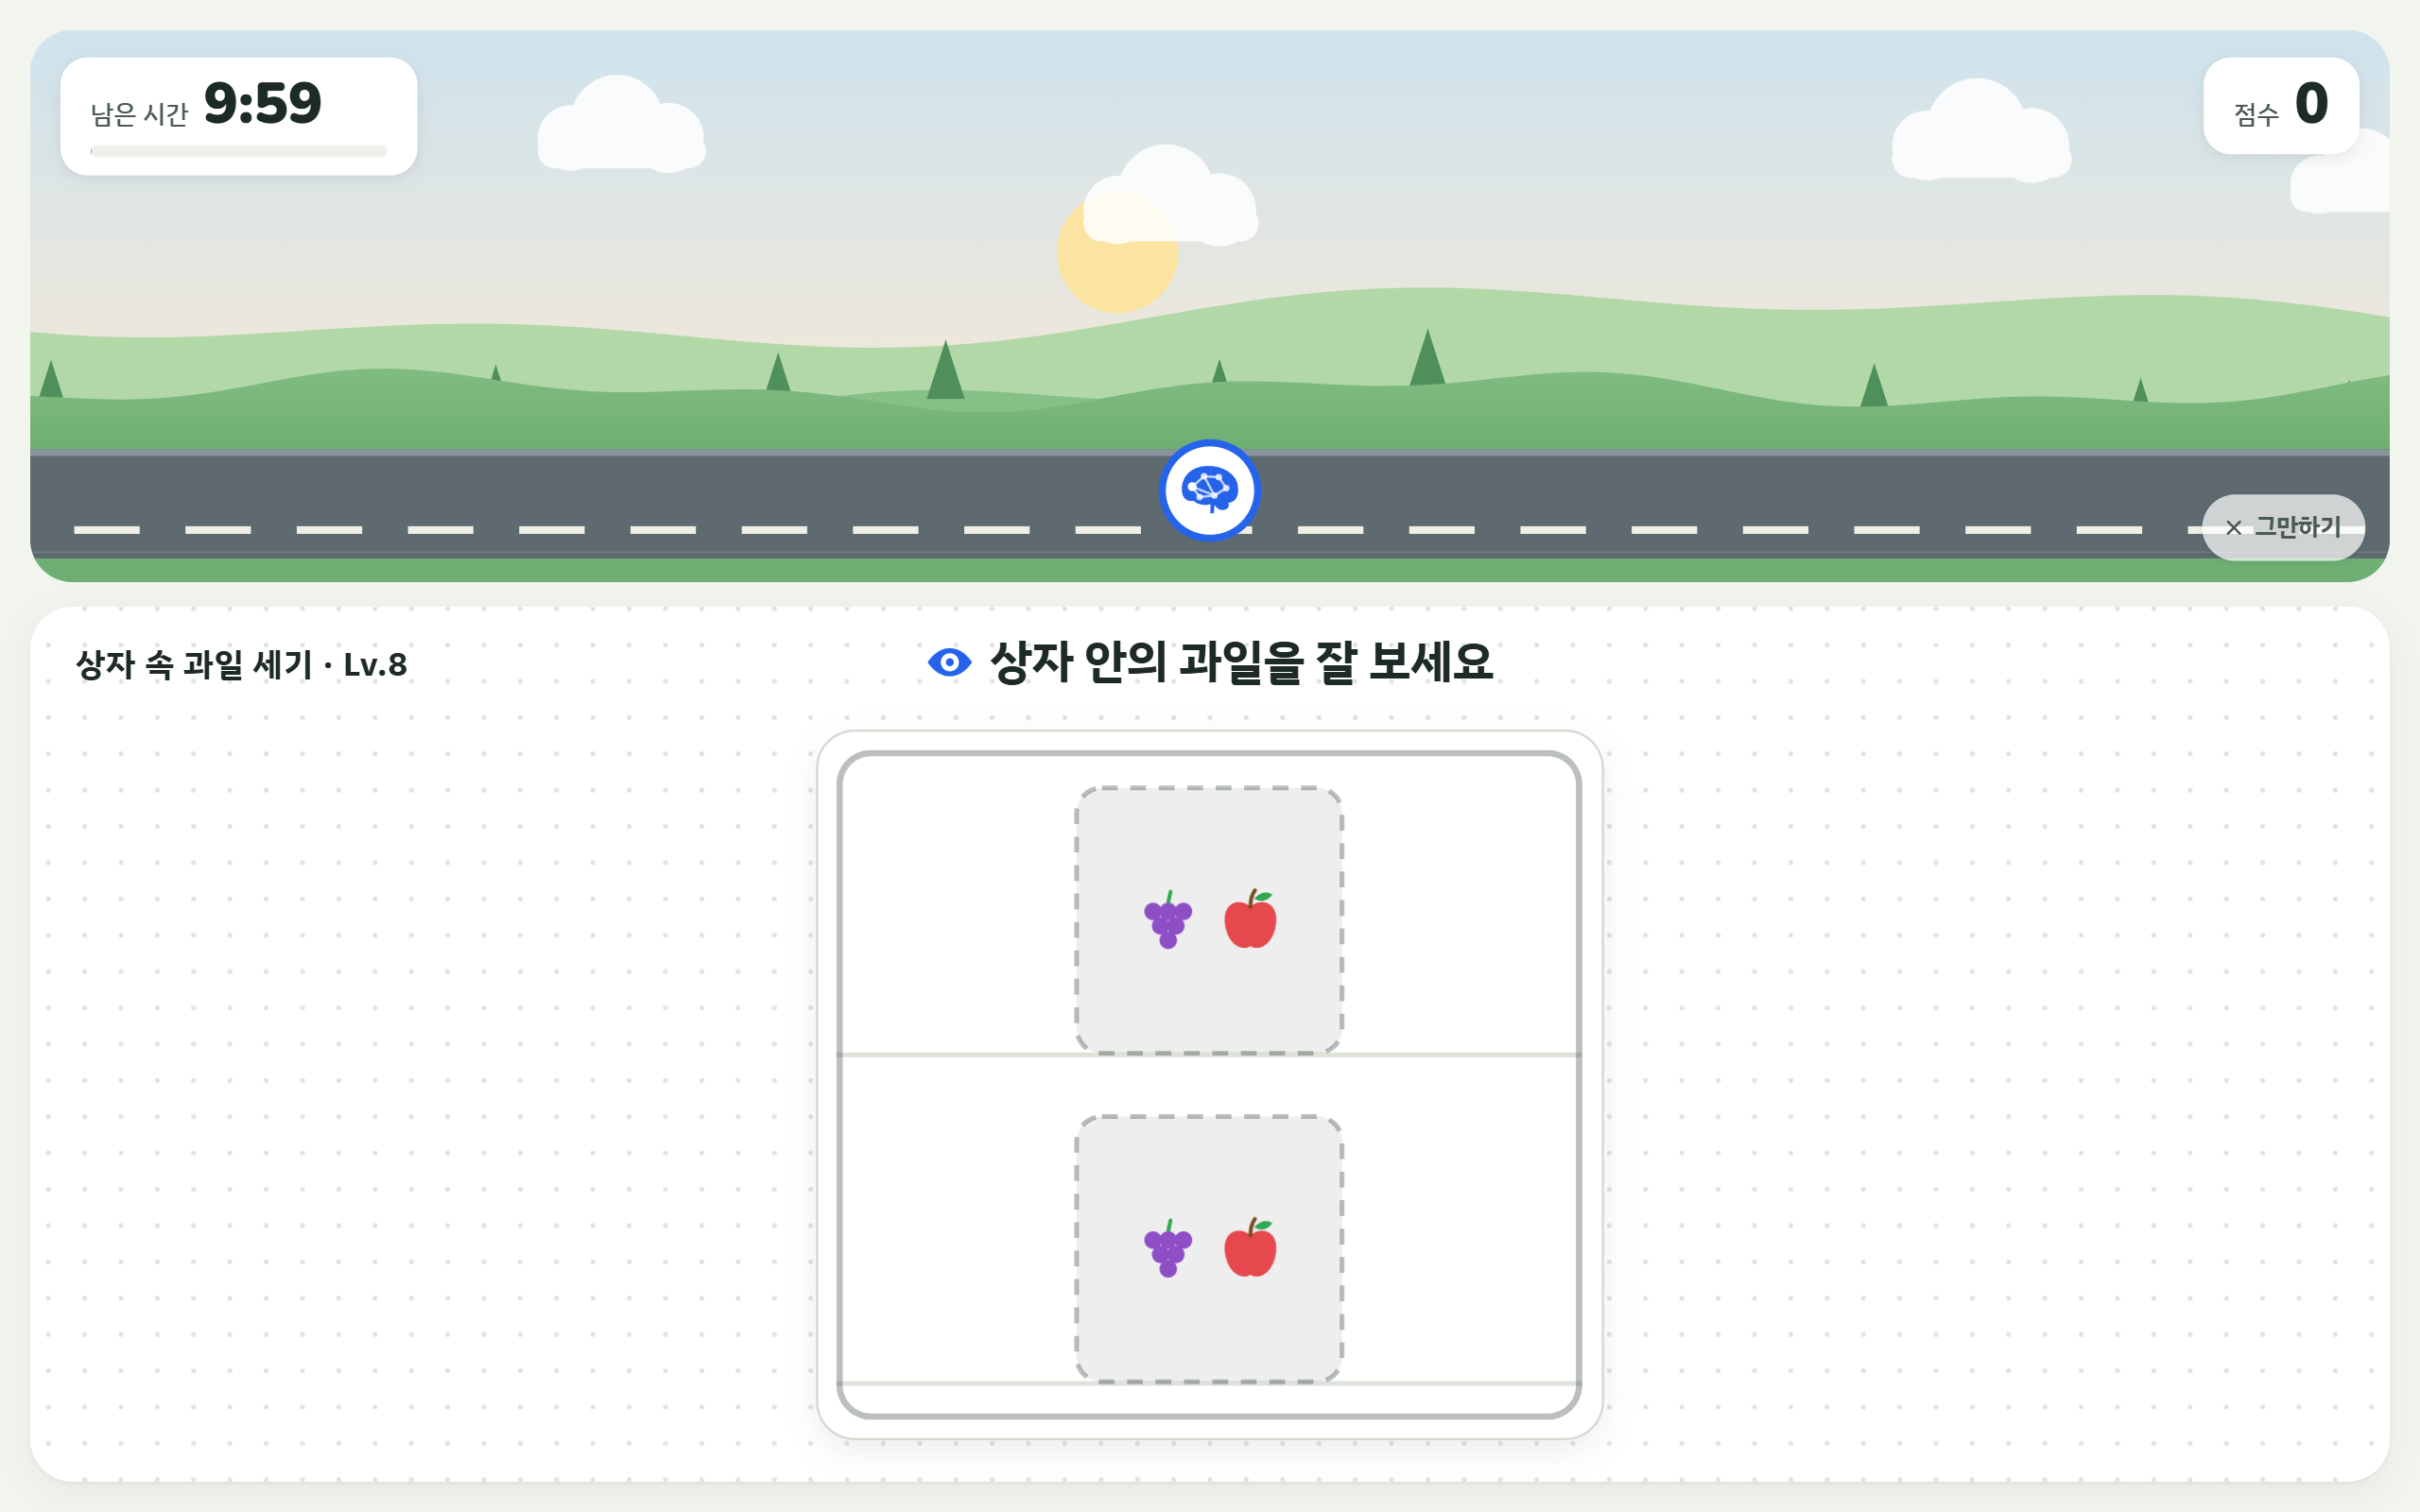 남은 시간 9:59
점수 0
× 그만하기
상자 속 과일 세기 · Lv.8
상자 안의 과일을 잘 보세요